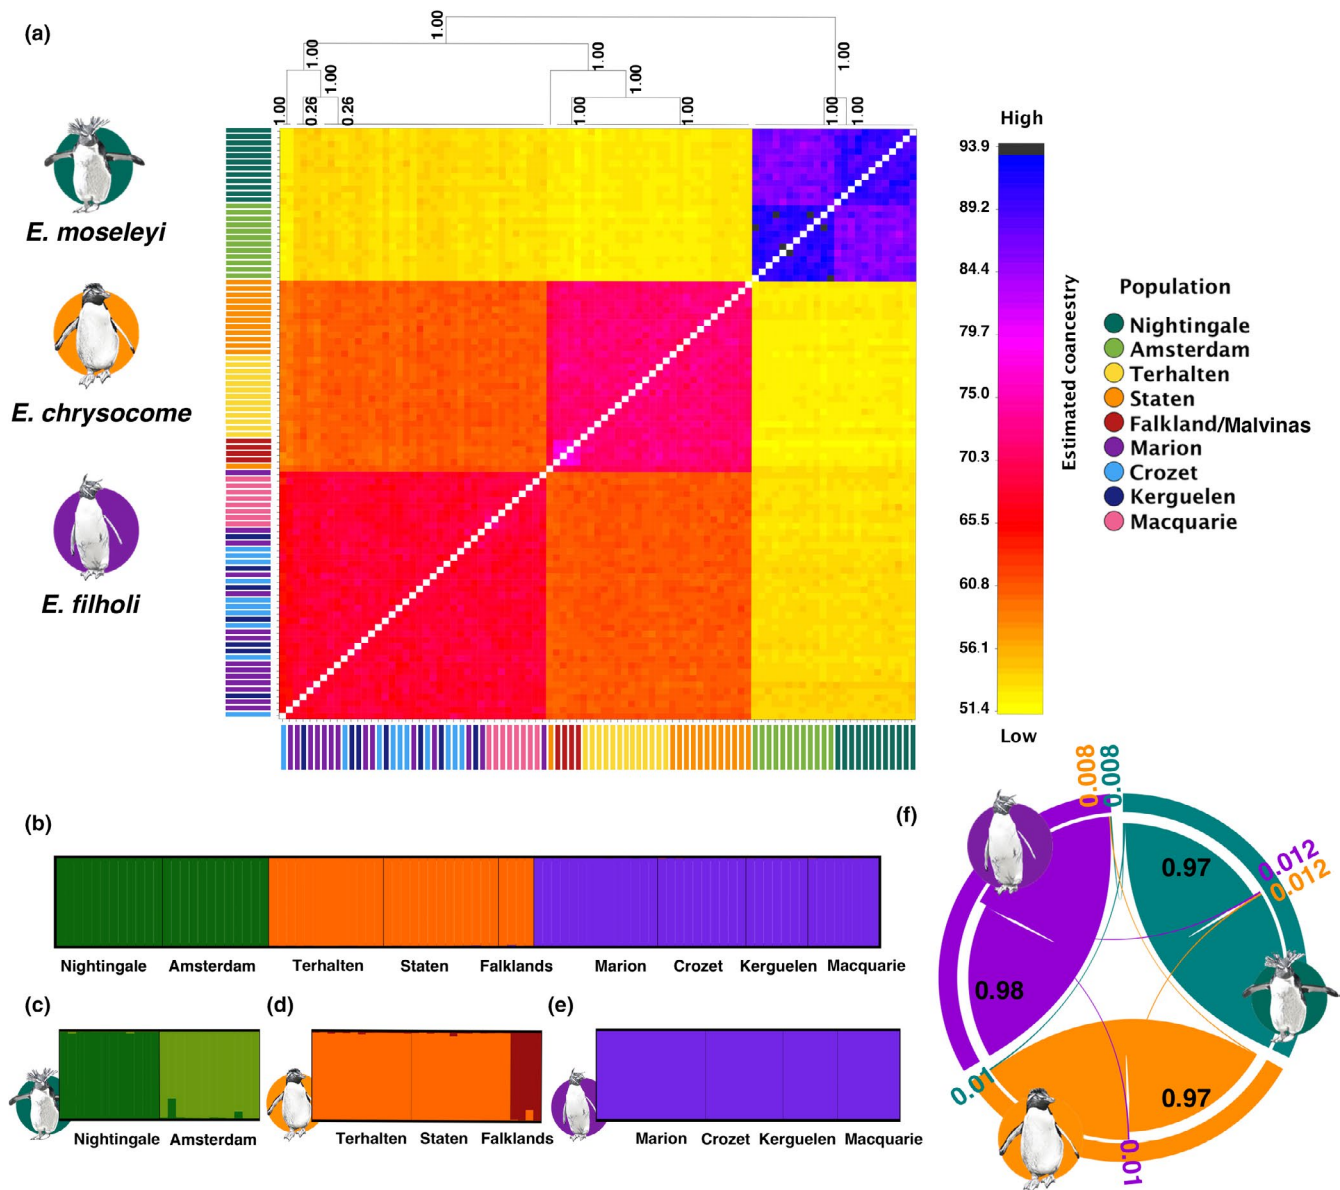 (a)
1.00
1.00
1.00
1.00
1.00
1.00
1.00
0.26
0.26
1.00
1.00
1.00
1.00
1.00
E. moseleyi
E. chrysocome
E. filholi
High
93.9
89.2
84.4
79.7
75.0
70.3
65.5
60.8
56.1
51.4
Low
Estimated coancestry
Population
Nightingale
Amsterdam
Terhalten
Staten
Falkland/Malvinas
Marion
Crozet
Kerguelen
Macquarie
(b)
Nightingale Amsterdam Terhalten Staten Falklands Marion Crozet Kerguelen Macquarie
(c)
Nightingale Amsterdam
(d)
Terhalten Staten Falklands
(e)
Marion Crozet Kerguelen Macquarie
(f)
0.008
0.008
0.97
0.012
0.012
0.98
0.01
0.97
0.01